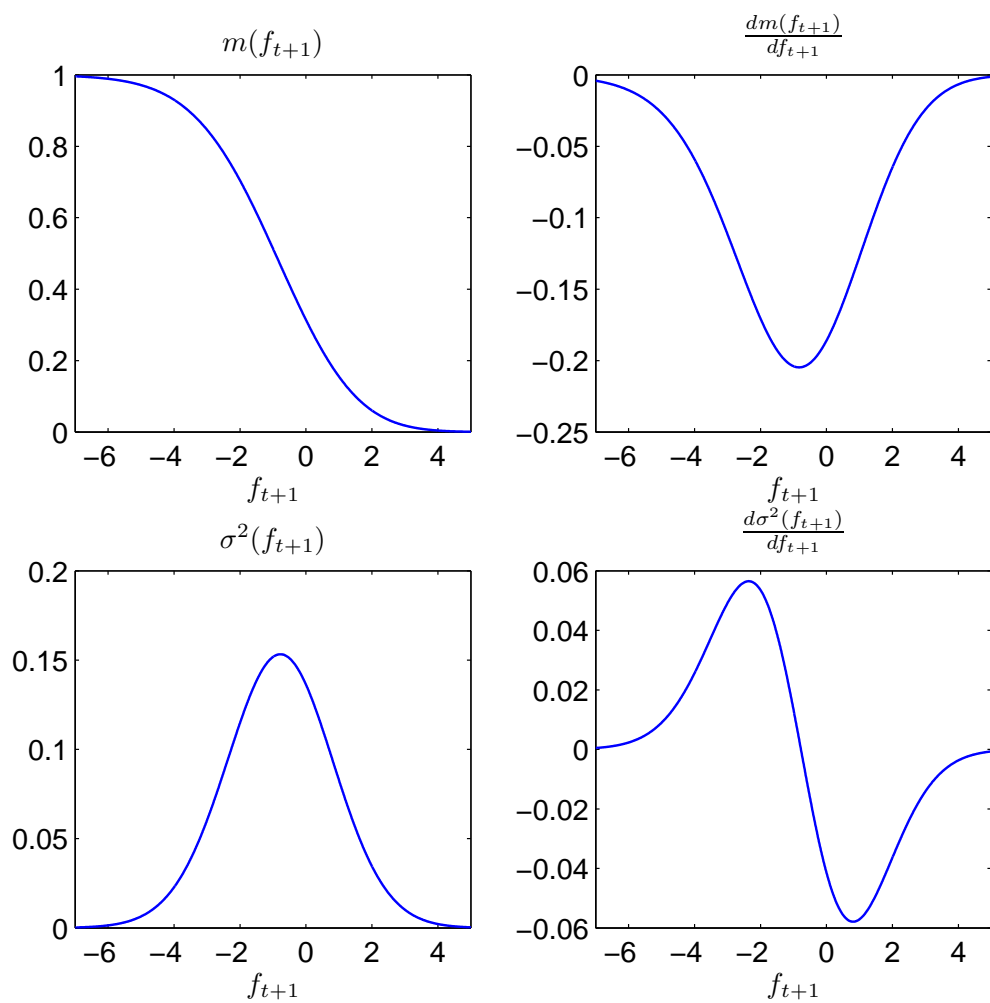 m(f_{t+1})
1
0.8
0.6
0.4
0.2
0
−6 −4 −2 0 2 4
f_{t+1}
\frac{dm(f_{t+1})}{df_{t+1}}
0
−0.05
−0.1
−0.15
−0.2
−0.25
−6 −4 −2 0 2 4
f_{t+1}
σ²(f_{t+1})
0.2
0.15
0.1
0.05
0
−6 −4 −2 0 2 4
f_{t+1}
\frac{dσ²(f_{t+1})}{df_{t+1}}
0.06
0.04
0.02
0
−0.02
−0.04
−0.06
−6 −4 −2 0 2 4
f_{t+1}